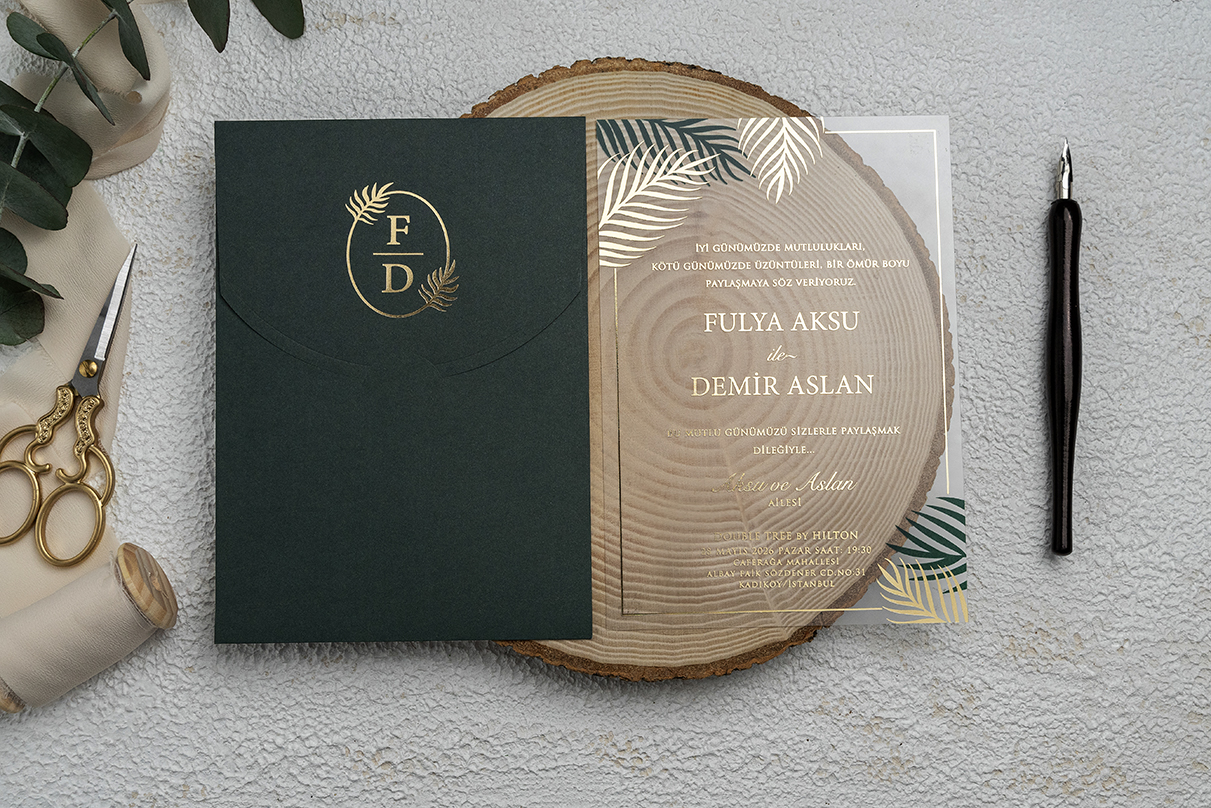 F
D
İYİ GÜNÜMÜZDE MUTLULUKLARI,
KÖTÜ GÜNÜMÜZDE ÜZÜNTÜLERİ, BİR ÖMÜR BOYU
PAYLAŞMAYA SÖZ VERİYORUZ.
FULYA AKSU
ile
DEMİR ASLAN
MUTLU GÜNÜMÜZÜ SİZLERLE PAYLAŞMAK
DİLEĞİYLE...
Aksu ve Aslan
AİLESİ
DOUBLE TREE BY HILTON
MAYIS 2026 PAZAR SAAT: 19:30
CAFERAĞA MAHALLESİ
ALBAY FAİK SÖZDENER CD.NO:31
KADIKÖY/İSTANBUL